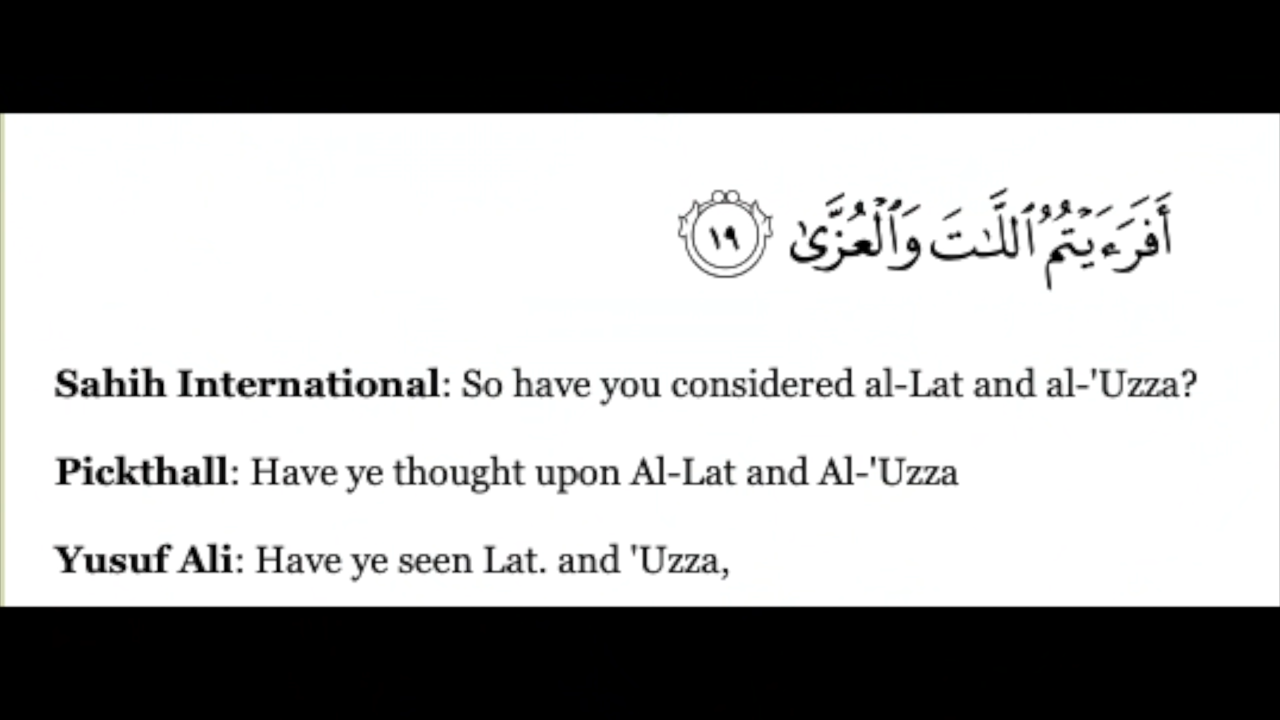 أَفَرَءَيْتُمُ ٱللَّٰتَ وَٱلْعُزَّىٰ ١٩
Sahih International: So have you considered al-Lat and al-'Uzza?
Pickthall: Have ye thought upon Al-Lat and Al-'Uzza
Yusuf Ali: Have ye seen Lat. and 'Uzza,